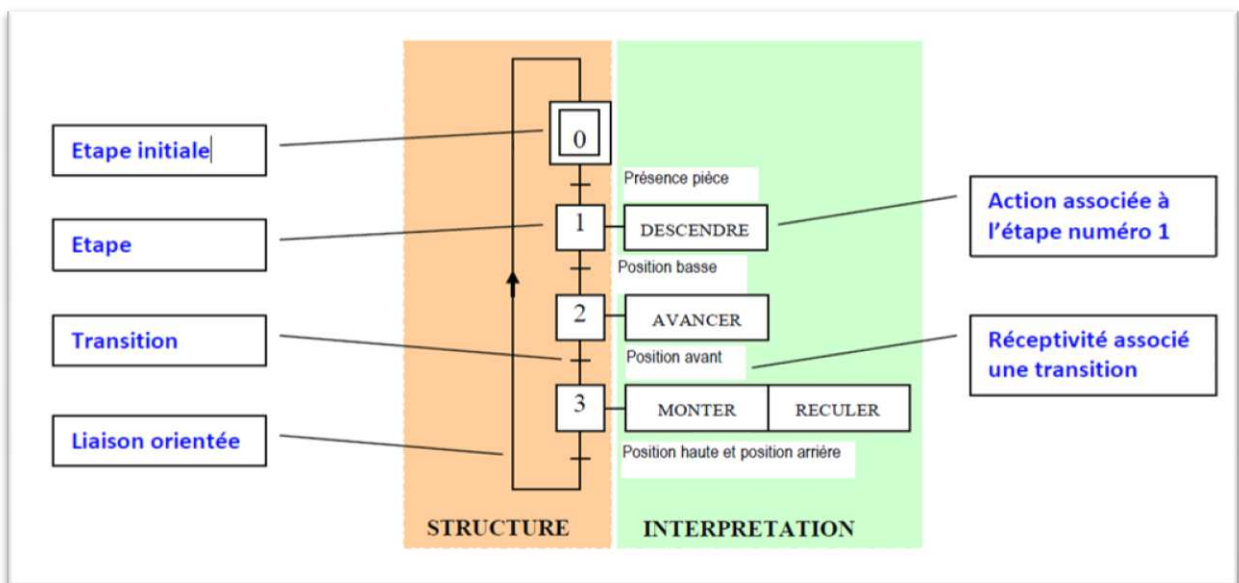 Etape initiale
0
Présence pièce
Etape
1
DESCENDRE
Action associée à
l'étape numéro 1
Position basse
2
AVANCER
Transition
Position avant
Réceptivité associé
une transition
3
MONTER
RECULER
Liaison orientée
Position haute et position arriére
STRUCTURE
INTERPRETATION